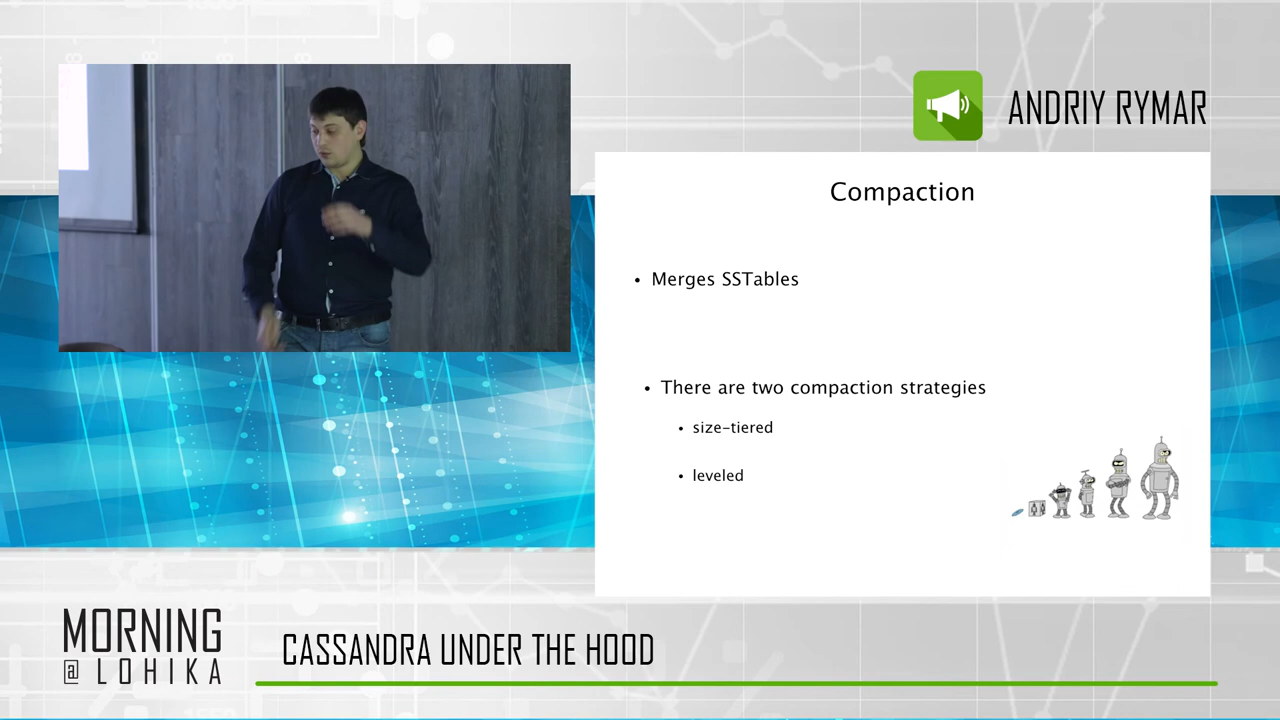 ANDRIY RYMAR
Compaction
• Merges SSTables
• There are two compaction strategies
• size-tiered
• leveled
MORNING
@ LOHIKA
CASSANDRA UNDER THE HOOD